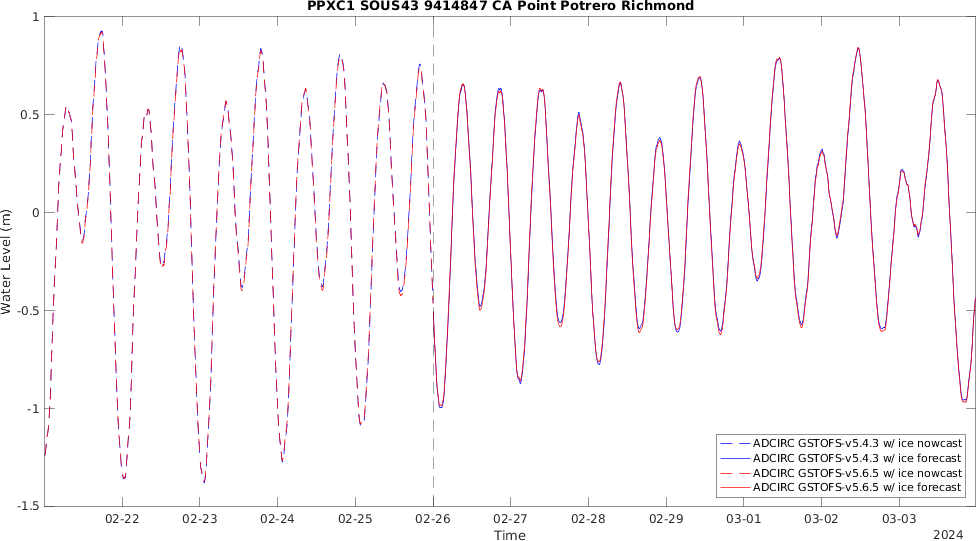 PPXC1 SOUS43 9414847 CA Point Potrero Richmond
1
0.5
0
-0.5
-1
-1.5
Water Level (m)
02-22 02-23 02-24 02-25 02-26 02-27 02-28 02-29 03-01 03-02 03-03
Time
2024
ADCIRC GSTOFS-v5.4.3 w/ ice nowcast
ADCIRC GSTOFS-v5.4.3 w/ ice forecast
ADCIRC GSTOFS-v5.6.5 w/ ice nowcast
ADCIRC GSTOFS-v5.6.5 w/ ice forecast